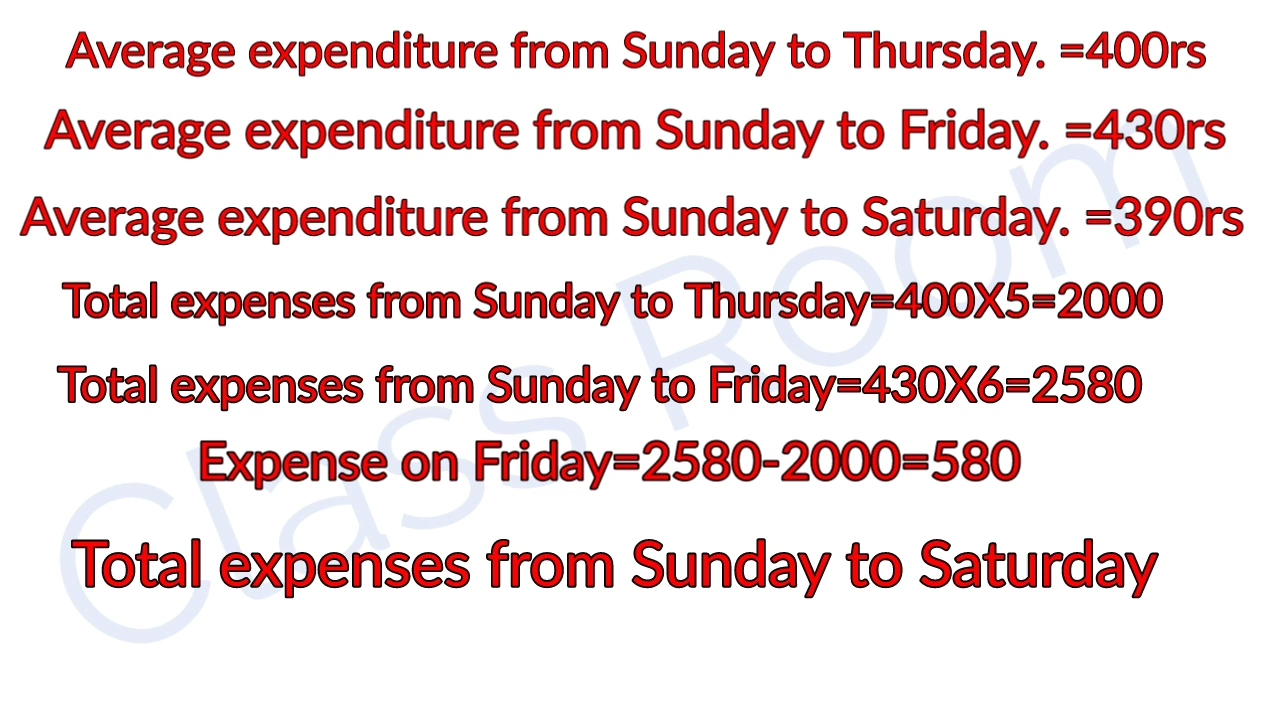 Average expenditure from Sunday to Thursday. =400rs
Average expenditure from Sunday to Friday. =430rs
Average expenditure from Sunday to Saturday. =390rs
Total expenses from Sunday to Thursday=400X5=2000
Total expenses from Sunday to Friday=430X6=2580
Expense on Friday=2580-2000=580
Total expenses from Sunday to Saturday
Class Room